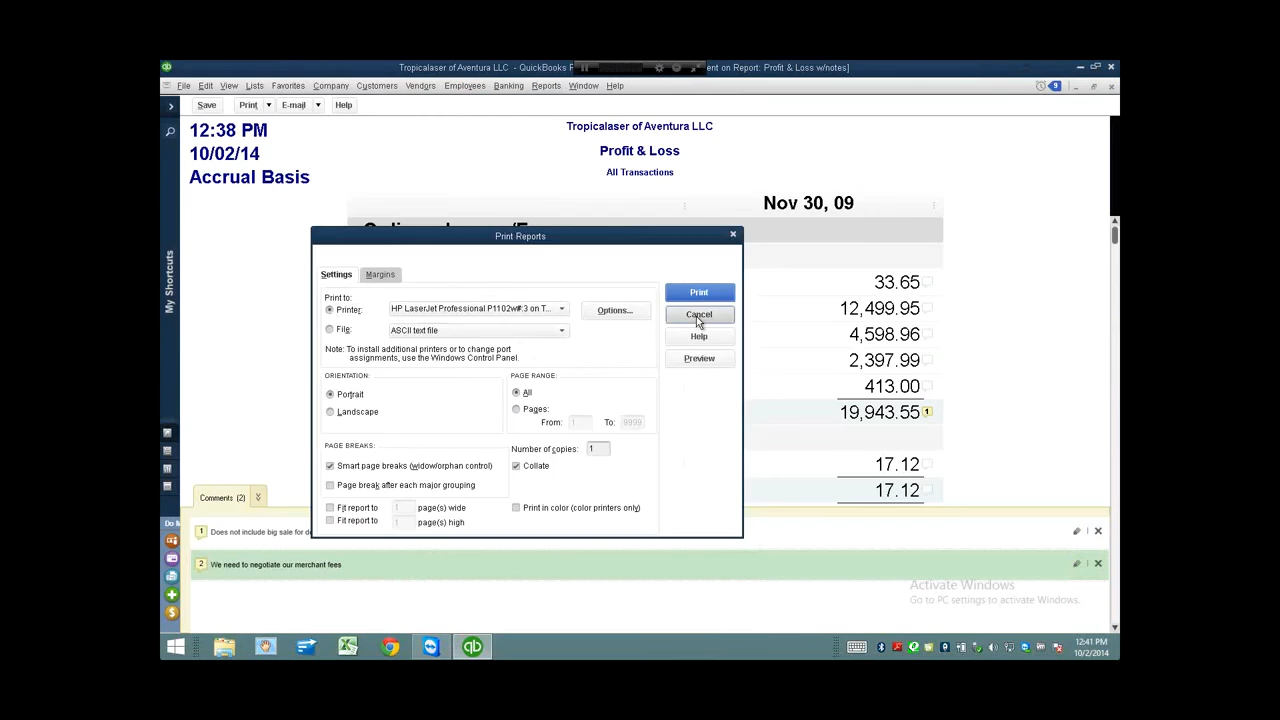 Tropicalaser of Aventura LLC - QuickBooks P ent on Report: Profit & Loss w/notes]
File Edit View Lists Favorites Company Customers Vendors Employees Banking Reports Window Help 9
Save Print E-mail Help
12:38 PM
10/02/14
Accrual Basis
Tropicalaser of Aventura LLC
Profit & Loss
All Transactions
Nov 30, 09
My Shortcuts
Print Reports
Settings Margins
Print to:
Printer: HP LaserJet Professional P1102w#:3 on T... Options...
File: ASCII text file
Note: To install additional printers or to change port
assignments, use the Windows Control Panel.
ORIENTATION:
Portrait
Landscape
PAGE RANGE:
All
Pages:
From: 1 To: 9999
PAGE BREAKS:
Smart page breaks (widow/orphan control)
Page break after each major grouping
Number of copies: 1
Collate
Fit report to 1 page(s) wide
Fit report to 1 page(s) high
Print in color (color printers only)
Print
Cancel
Help
Preview
33.65
12,499.95
4,598.96
2,397.99
413.00
19,943.55 1
17.12
17.12
Comments (2)
Do M
1 Does not include big sale for d
2 We need to negotiate our merchant fees
Activate Windows
Go to PC settings to activate Windows.
12:41 PM
10/2/2014